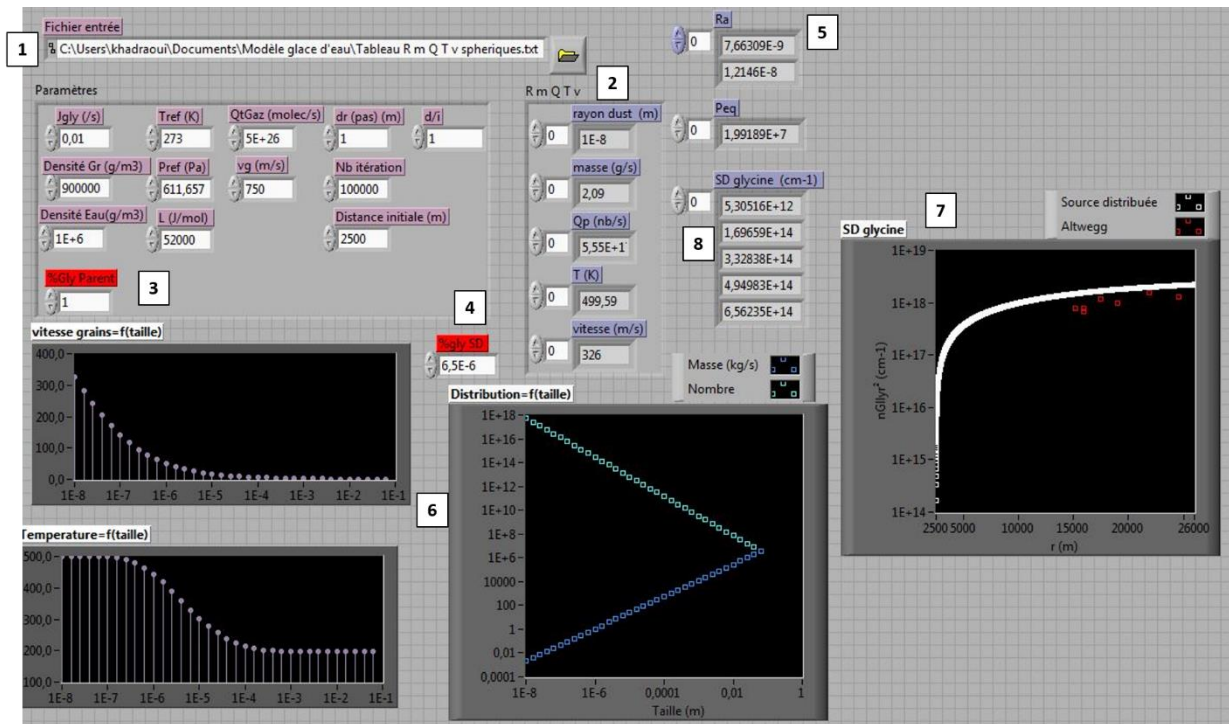 1
Fichier entrée
C:\Users\khadraoui\Documents\Modèle glace d'eau\Tableau R m Q T v spheriques.txt
Paramètres
Jgly (/s)
0,01
Tref (K)
273
QtGaz (molec/s)
5E+26
dr (pas) (m)
1
d/i
1
Densité Gr (g/m3)
900000
Pref (Pa)
611,657
vg (m/s)
750
Nb itération
100000
Densité Eau(g/m3)
1E+6
L (J/mol)
52000
Distance initiale (m)
2500
%Gly Parent
1
3
2
R m Q T v
rayon dust (m)
0
1E-8
masse (g/s)
0
2,09
Qp (nb/s)
0
5,55E+1
T (K)
0
499,59
vitesse (m/s)
0
326
4
%gly SD
6,5E-6
5
Ra
0
7,66309E-9
1,2146E-8
Peq
0
1,99189E+7
SD glycine (cm-1)
0
5,30516E+12
1,69659E+14
3,32838E+14
4,94983E+14
6,56235E+14
8
7
Source distribuée
Altwegg
SD glycine
1E+19
1E+18
1E+17
1E+16
1E+15
1E+14
nGlyr² (cm-1)
2500
5000
10000
15000
20000
26000
r (m)
vitesse grains=f(taille)
400,0
300,0
200,0
100,0
0,0
1E-8
1E-7
1E-6
1E-5
1E-4
1E-3
1E-2
1E-1
6
Temperature=f(taille)
500,0
400,0
300,0
200,0
100,0
1E-8
1E-7
1E-6
1E-5
1E-4
1E-3
1E-2
1E-1
Masse (kg/s)
Nombre
Distribution=f(taille)
1E+18
1E+16
1E+14
1E+12
1E+10
1E+8
1E+6
10000
100
1
0,01
0,0001
1E-8
1E-6
0,0001
0,01
1
Taille (m)